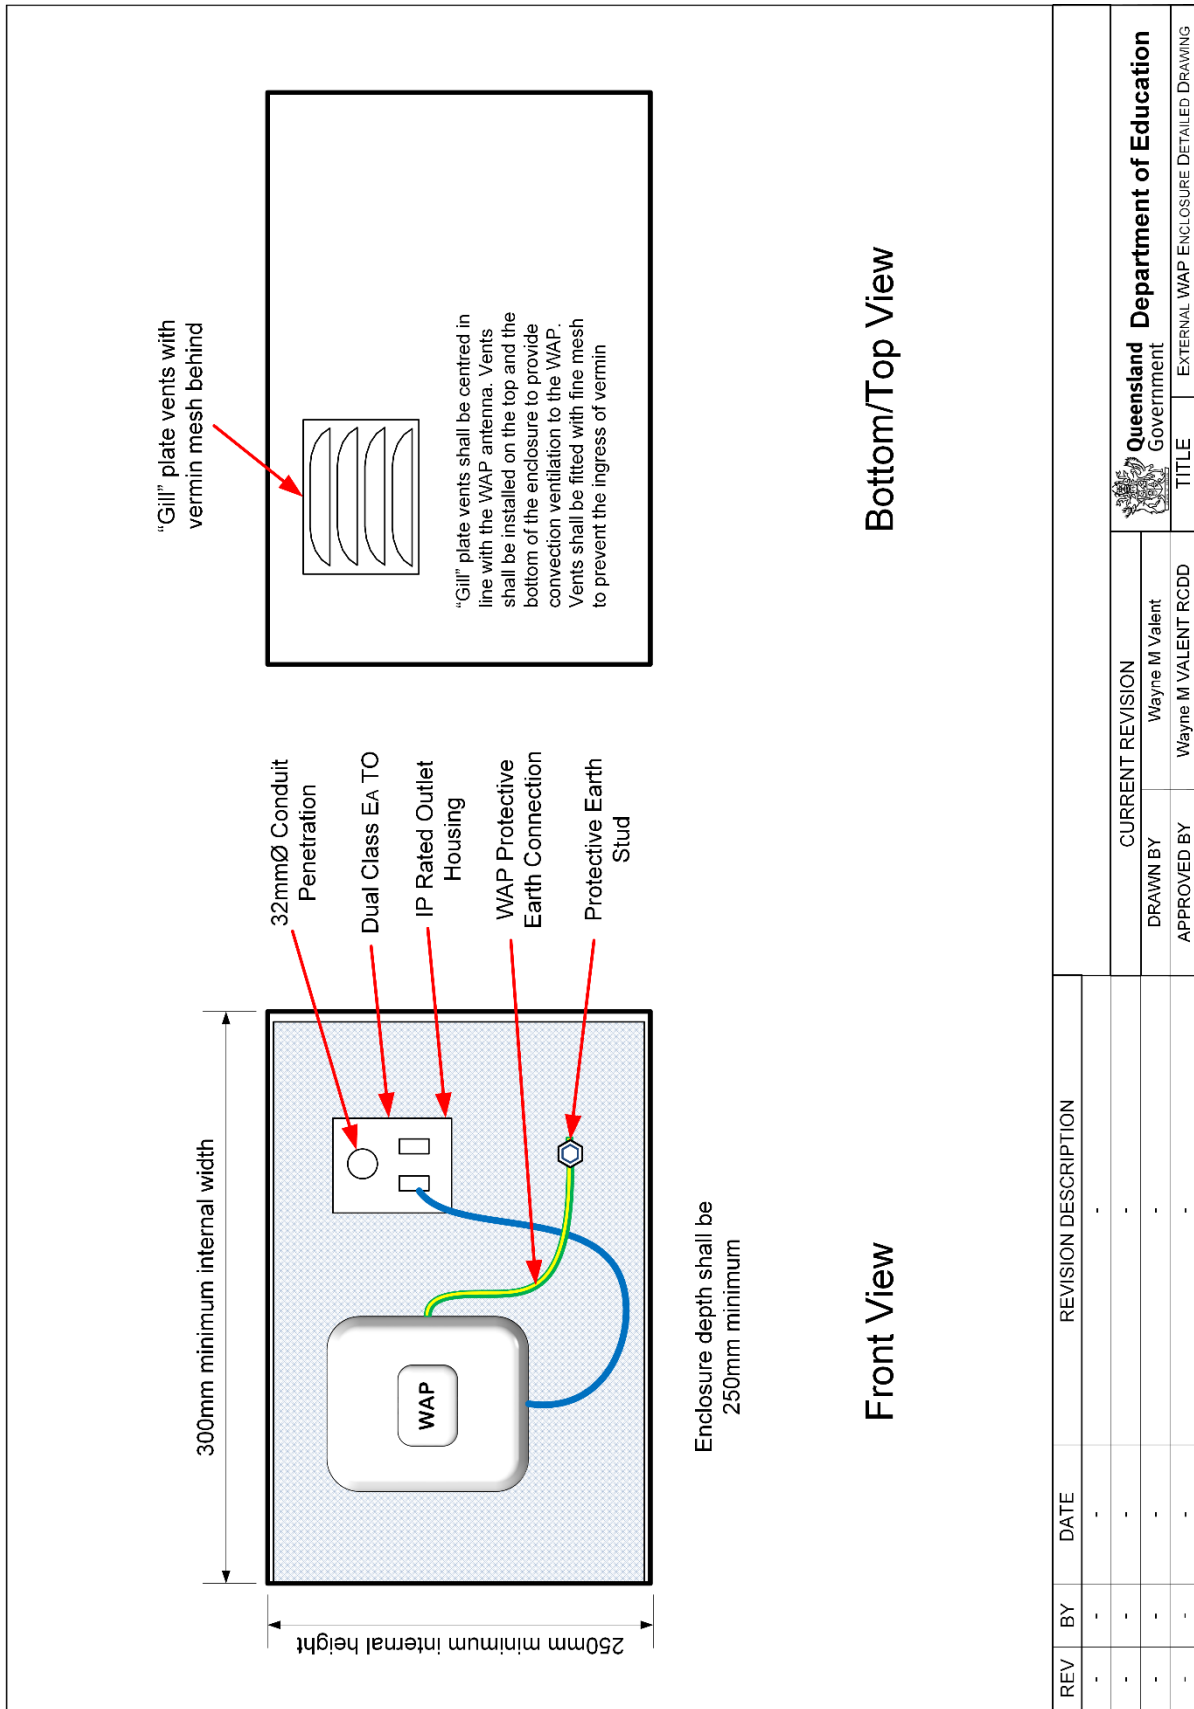 300mm minimum internal width
250mm minimum internal height
WAP
32mmØ Conduit
Penetration
Dual Class EA TO
IP Rated Outlet
Housing
WAP Protective
Earth Connection
Protective Earth
Stud
Enclosure depth shall be
250mm minimum
Front View
"Gill" plate vents with
vermin mesh behind
"Gill" plate vents shall be centred in
line with the WAP antenna. Vents
shall be installed on the top and the
bottom of the enclosure to provide
convection ventilation to the WAP.
Vents shall be fitted with fine mesh
to prevent the ingress of vermin
Bottom/Top View
REV BY DATE REVISION DESCRIPTION
- - - -
- - - -
- - - -
- - - -
CURRENT REVISION
DRAWN BY Wayne M Valent
APPROVED BY Wayne M VALENT RCDD
Queensland
Government
Department of Education
TITLE EXTERNAL WAP ENCLOSURE DETAILED DRAWING